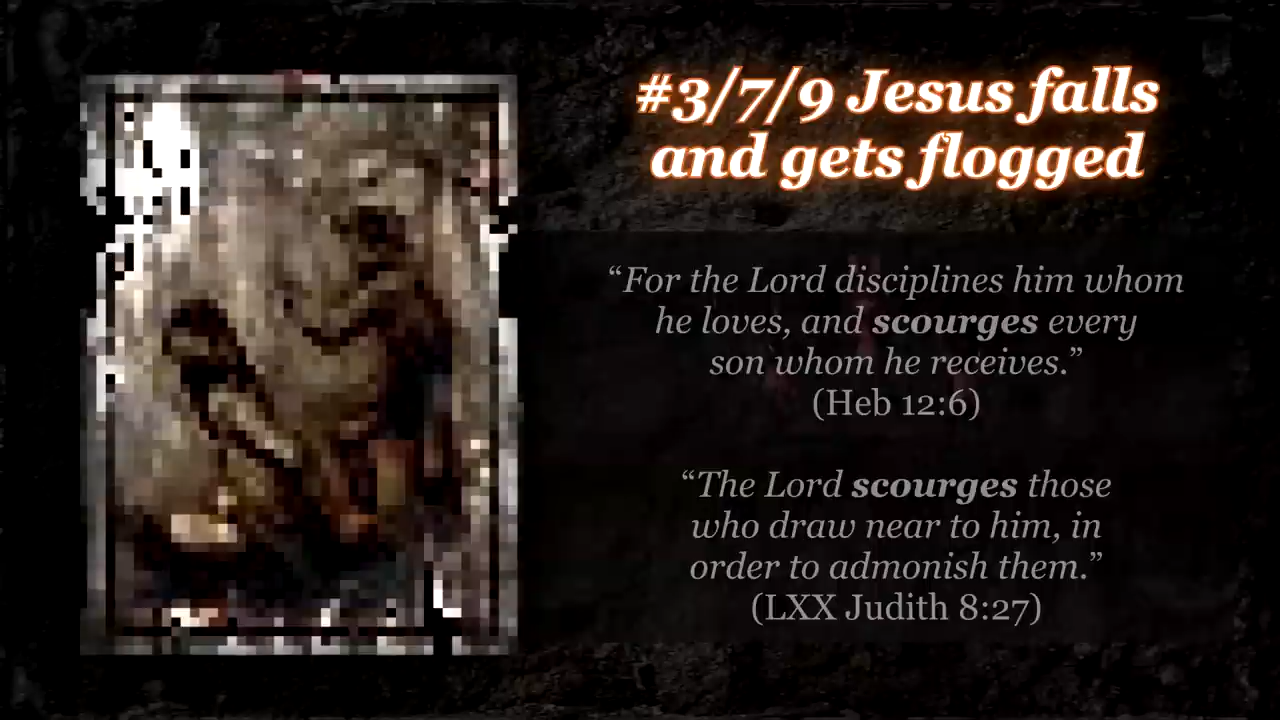 #3/7/9 Jesus falls
and gets flogged
“For the Lord disciplines him whom
he loves, and scourges every
son whom he receives.”
(Heb 12:6)
“The Lord scourges those
who draw near to him, in
order to admonish them.”
(LXX Judith 8:27)